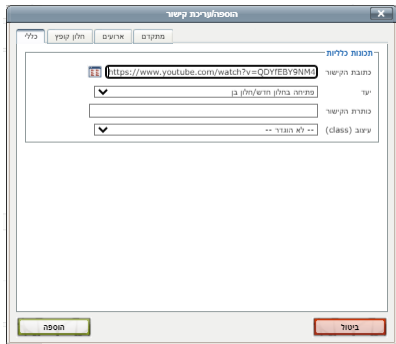 הוספה/עריכת קישור
כללי חלון קופץ ארועים מתקדם
תכונות כלליות
כתובת הקישור https://www.youtube.com/watch?v=QDYfEBY9NM4
יעד פתיחה בחלון חדש/חלון בן
כותרת הקישור
עיצוב (class) -- לא הוגדר --
ביטול הוספה